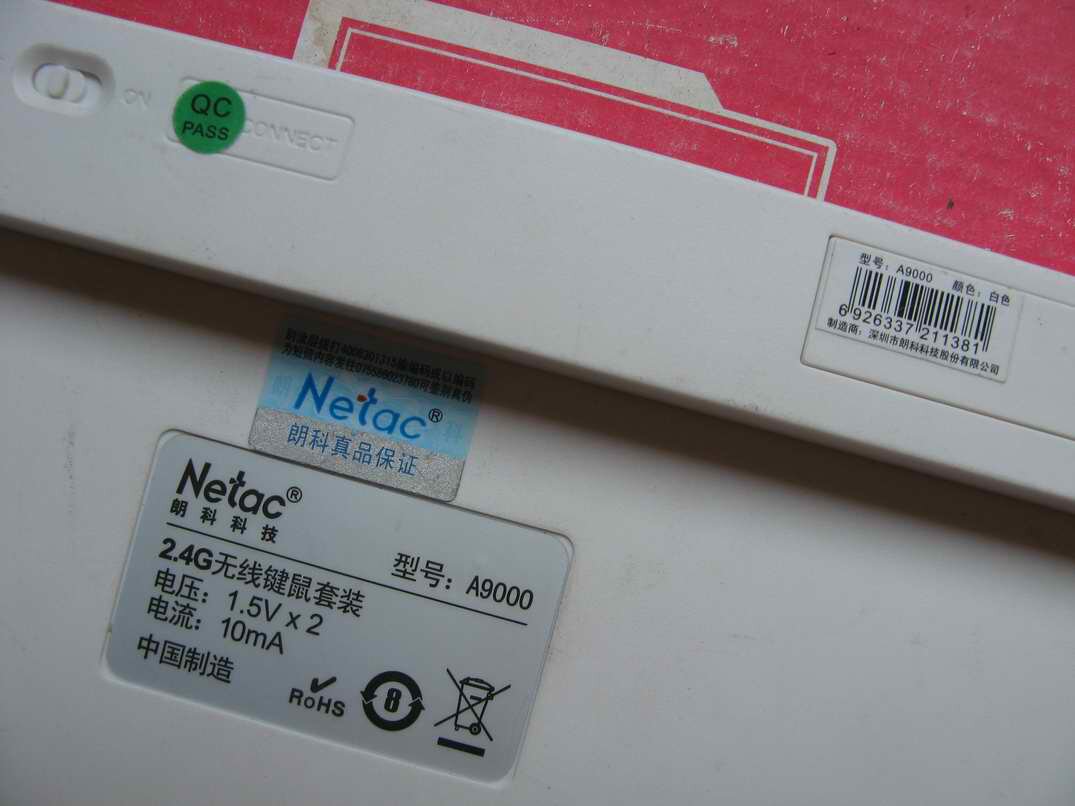 ON
QC
PASS
CONNECT
型号：A9000 颜色：白色
6 926337 211381
制造商：深圳市朗科科技股份有限公司
Netac®
朗科真品保证
Netac®
朗科科技
型号：A9000
2.4G无线键鼠套装
电压：1.5V x 2
电流：10mA
中国制造
RoHS
8